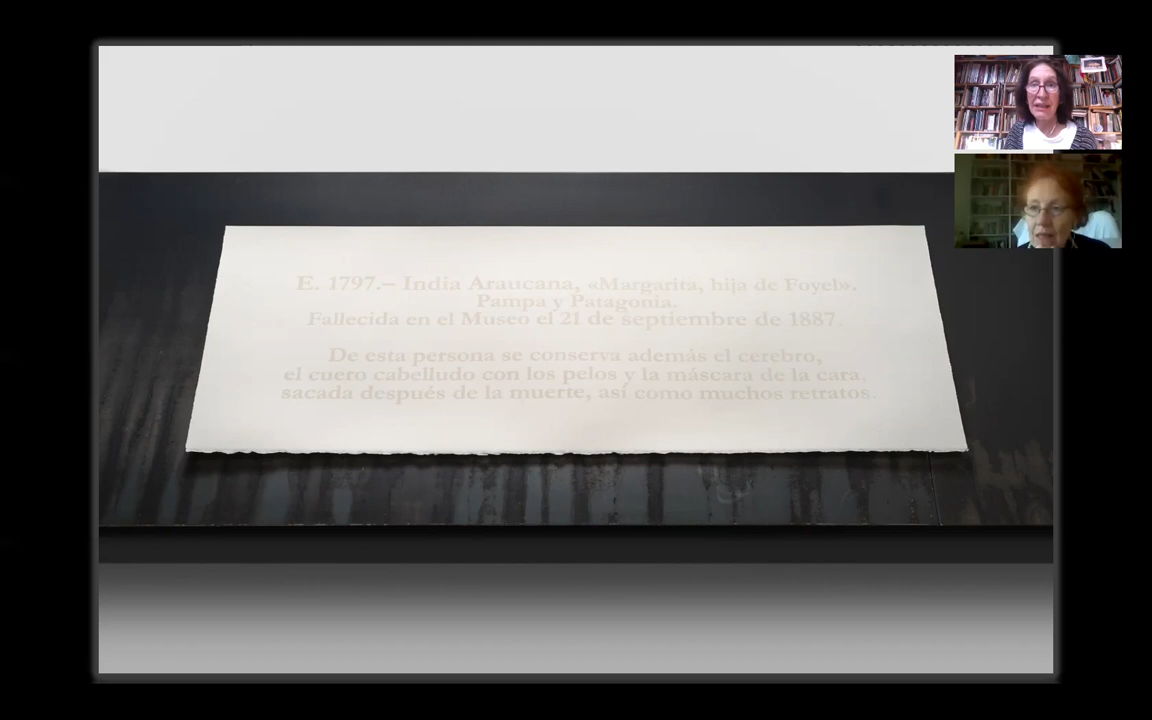 E. 1797.– India Araucana, «Margarita, hija de Foyel».
Pampa y Patagonia.
Fallecida en el Museo el 21 de septiembre de 1887.
De esta persona se conserva además el cerebro,
el cuero cabelludo con los pelos y la máscara de la cara,
sacada después de la muerte, así como muchos retratos.